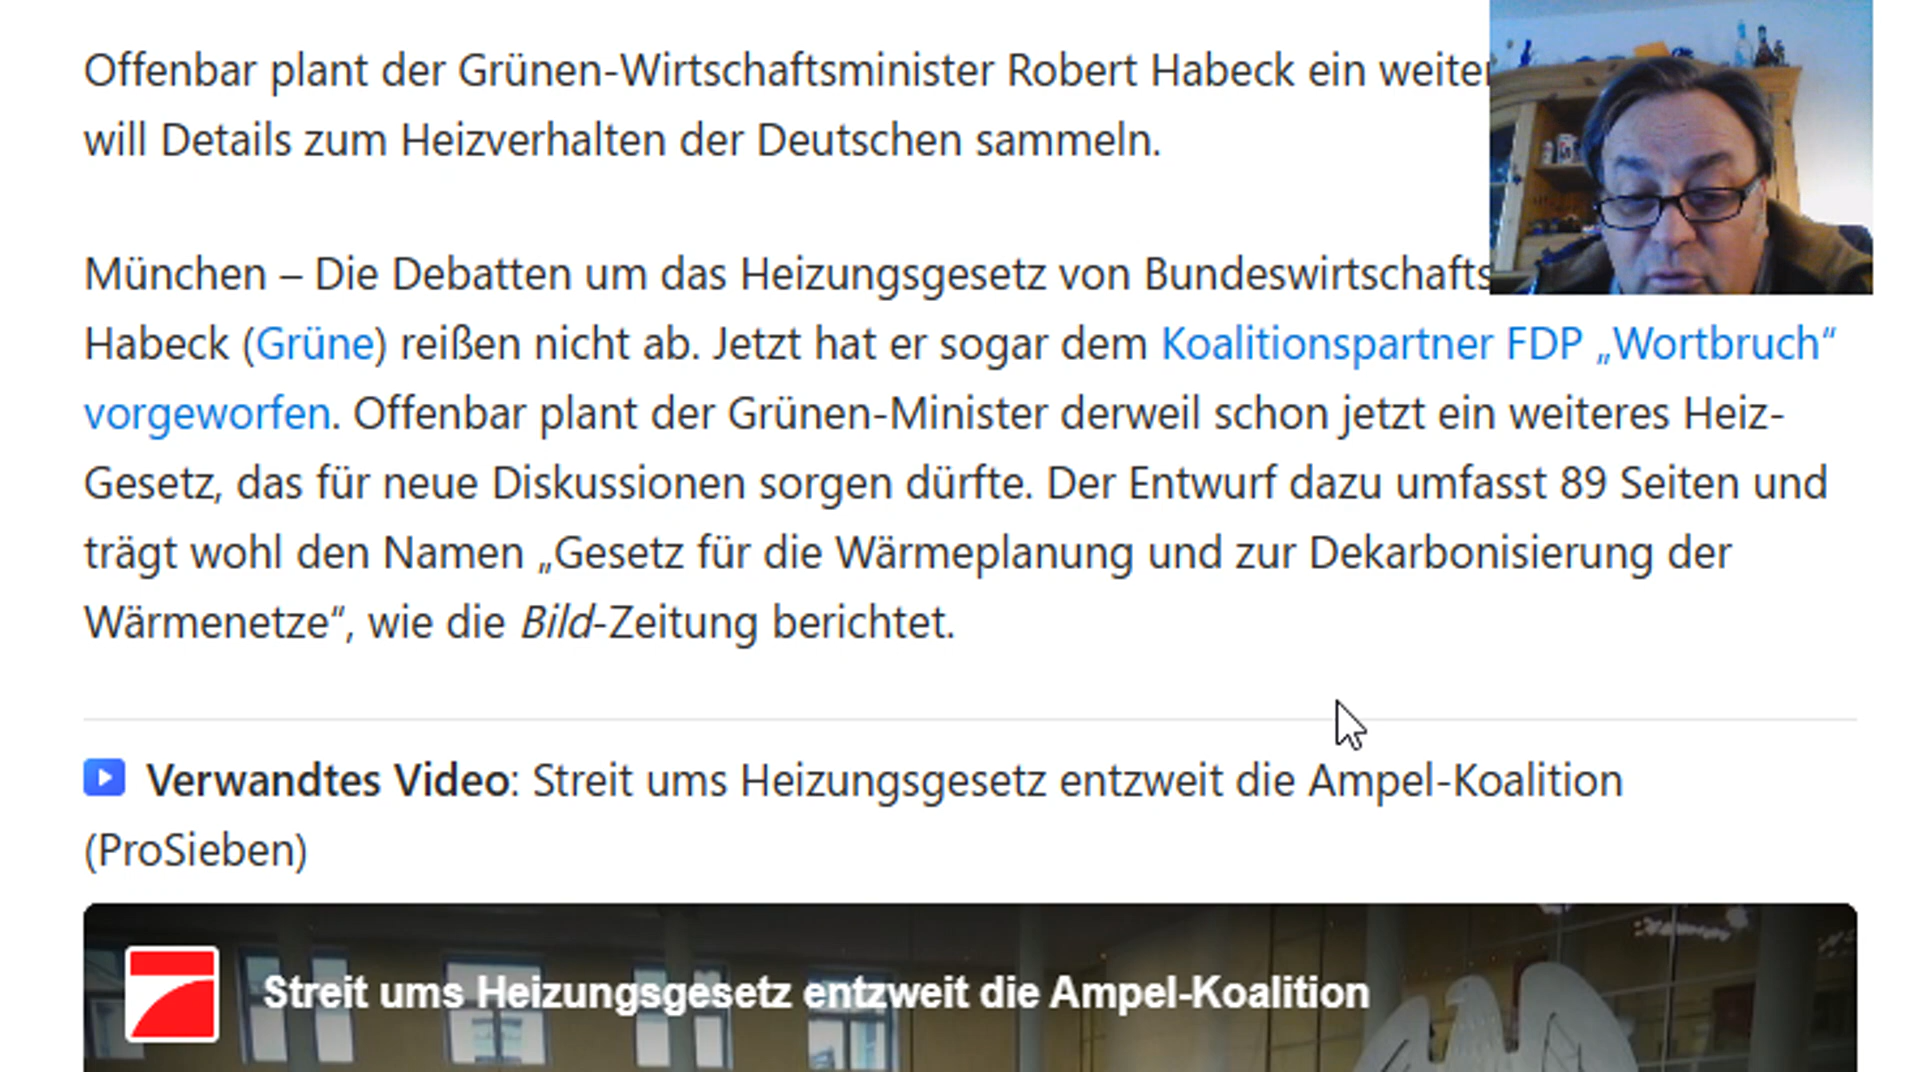 Offenbar plant der Grünen-Wirtschaftsminister Robert Habeck ein
will Details zum Heizverhalten der Deutschen sammeln.
München – Die Debatten um das Heizungsgesetz von
Habeck (Grüne) reißen nicht ab. Jetzt hat er sogar dem Koalitionspartner FDP „Wortbruch“
vorgeworfen. Offenbar plant der Grünen-Minister derweil schon jetzt ein weiteres Heiz-
Gesetz, das für neue Diskussionen sorgen dürfte. Der Entwurf dazu umfasst 89 Seiten und
trägt wohl den Namen „Gesetz für die Wärmeplanung und zur Dekarbonisierung der
Wärmenetze“, wie die Bild-Zeitung berichtet.
Verwandtes Video: Streit ums Heizungsgesetz entzweit die Ampel-Koalition
(ProSieben)
Streit ums Heizungsgesetz entzweit die Ampel-Koalition